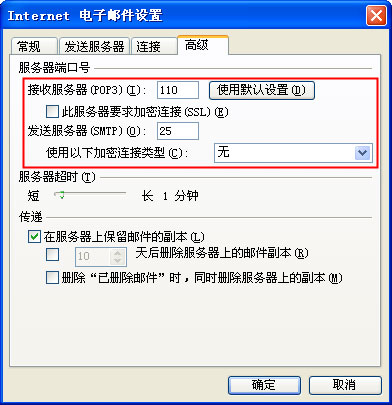 Internet 电子邮件设置
常规 发送服务器 连接 高级
服务器端口号
接收服务器(POP3)(I): 110 使用默认设置(D)
此服务器要求加密连接(SSL)(E)
发送服务器(SMTP)(O): 25
使用以下加密连接类型(C): 无
服务器超时(T)
短 长 1 分钟
传递
在服务器上保留邮件的副本(L)
10 天后删除服务器上的邮件副本(R)
删除“已删除邮件”时,同时删除服务器上的副本(M)
确定 取消